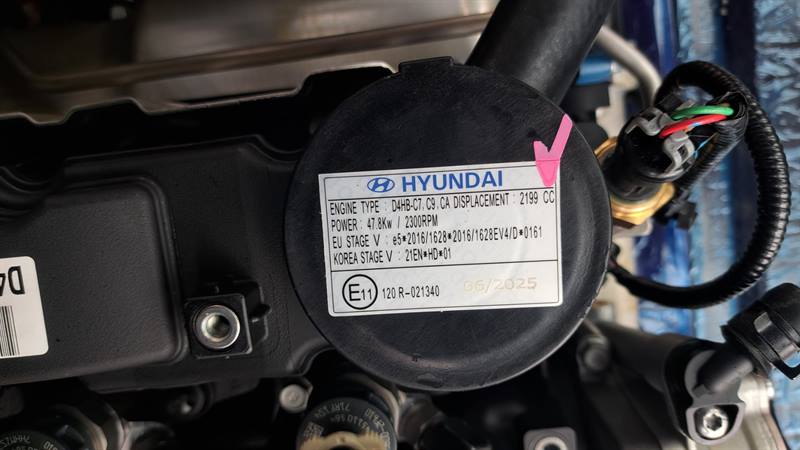 HYUNDAI
ENGINE TYPE : D4HB-C7. C9. CA DISPLACEMENT : 2199 CC
POWER: 47.8Kw / 2300RPM
EU STAGE V : e5*2016/1628*2016/1628EV4/D*0161
KOREA STAGE V : 21EN*HD*01
E11 120 R-021340 06/2025
D4